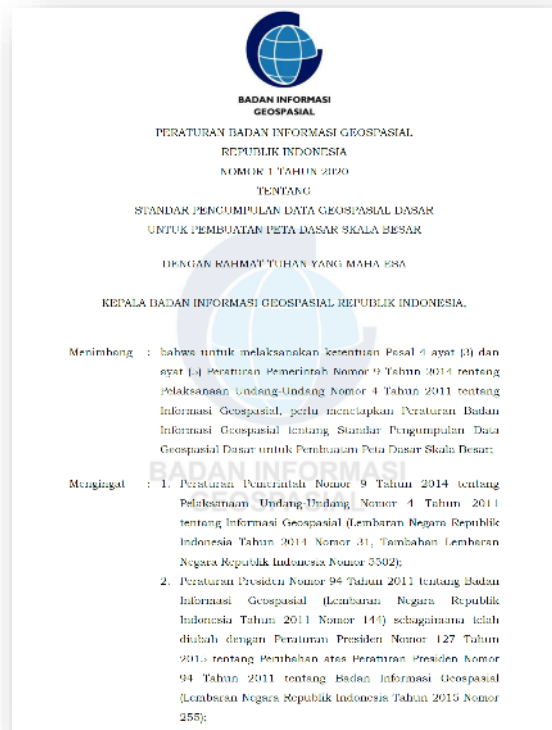 BADAN INFORMASI
GEOSPASIAL
PERATURAN BADAN INFORMASI GEOSPASIAL
REPUBLIK INDONESIA
NOMOR 1 TAHUN 2020
TENTANG
STANDAR PENGUMPULAN DATA GEOSPASIAL DASAR
UNTUK PEMBUATAN PETA DASAR SKALA BESAR
DENGAN RAHMAT TUHAN YANG MAHA ESA
KEPALA BADAN INFORMASI GEOSPASIAL REPUBLIK INDONESIA,
Menimbang : bahwa untuk melaksanakan ketentuan Pasal 4 ayat (3) dan
ayat (5) Peraturan Pemerintah Nomor 9 Tahun 2014 tentang
Pelaksanaan Undang-Undang Nomor 4 Tahun 2011 tentang
Informasi Geospasial, perlu menetapkan Peraturan Badan
Informasi Geospasial tentang Standar Pengumpulan Data
Geospasial Dasar untuk Pembuatan Peta Dasar Skala Besar;
BADAN INFORMASI
GEOSPASIAL
Mengingat : 1. Peraturan Pemerintah Nomor 9 Tahun 2014 tentang
Pelaksanaan Undang-Undang Nomor 4 Tahun 2011
tentang Informasi Geospasial (Lembaran Negara Republik
Indonesia Tahun 2014 Nomor 31, Tambahan Lembaran
Negara Republik Indonesia Nomor 5502);
2. Peraturan Presiden Nomor 94 Tahun 2011 tentang Badan
Informasi Geospasial (Lembaran Negara Republik
Indonesia Tahun 2011 Nomor 144) sebagaimana telah
diubah dengan Peraturan Presiden Nomor 127 Tahun
2015 tentang Perubahan atas Peraturan Presiden Nomor
94 Tahun 2011 tentang Badan Informasi Geospasial
(Lembaran Negara Republik Indonesia Tahun 2015 Nomor
255);